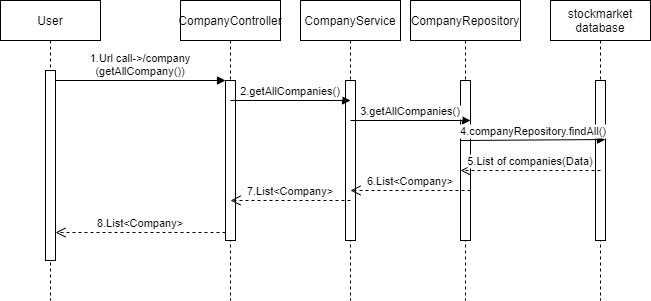 User
CompanyController
CompanyService
CompanyRepository
stockmarket
database
1.Url call->/company
(getAllCompany())
2.getAllCompanies()
3.getAllCompanies()
4.companyRepository.findAll()
5.List of companies(Data)
6.List<Company>
7.List<Company>
8.List<Company>